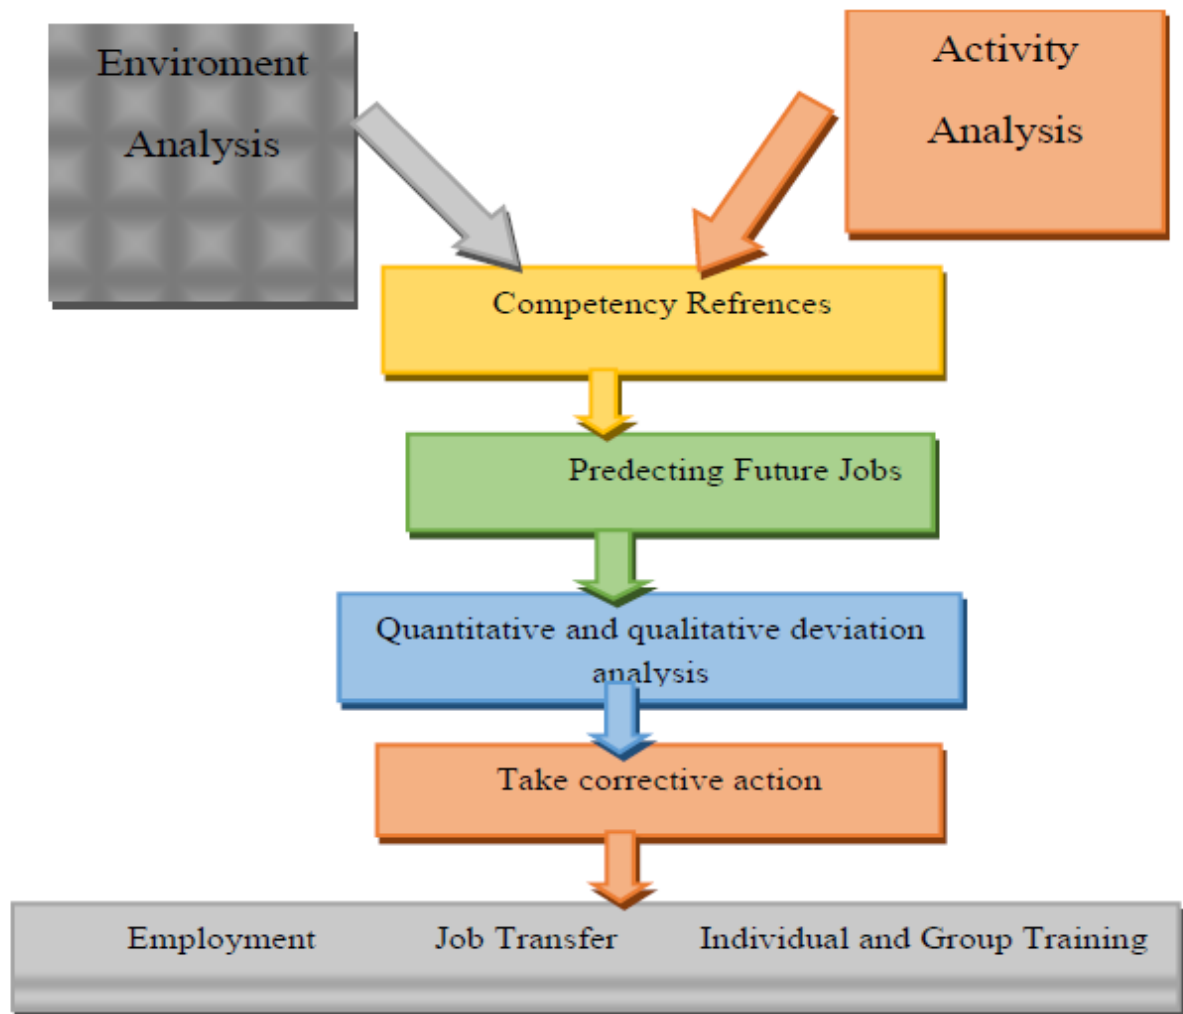 Enviroment
Analysis
Activity
Analysis
Competency Refrences
Predecting Future Jobs
Quantitative and qualitative deviation
analysis
Take corrective action
Employment Job Transfer Individual and Group Training